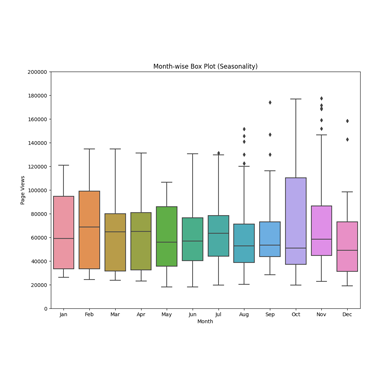 Month-wise Box Plot (Seasonality)
200000
180000
160000
140000
120000
100000
80000
60000
40000
20000
0
Page Views
Jan Feb Mar Apr May Jun Jul Aug Sep Oct Nov Dec
Month